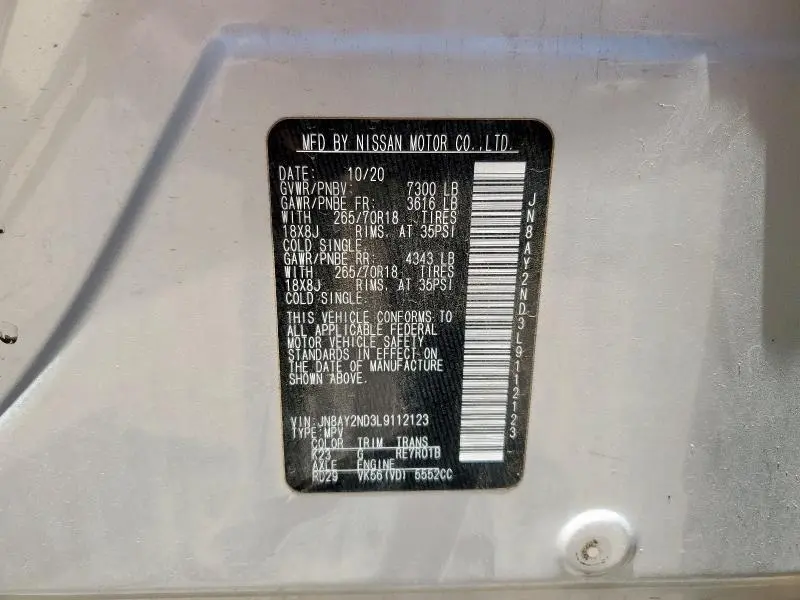 MFD BY NISSAN MOTOR CO.,LTD.
DATE: 10/20
GVWR/PNBV: 7300 LB
GAWR/PNBE FR: 3616 LB
WITH 265/70R18 TIRES
18X8J RIMS, AT 35PSI
COLD SINGLE.
GAWR/PNBE RR: 4343 LB
WITH 265/70R18, TIRES
18X8J RIMS, AT 35PSI
COLD SINGLE.
THIS VEHICLE CONFORMS TO
ALL APPLICABLE FEDERAL
MOTOR VEHICLE SAFETY
STANDARDS IN EFFECT ON
THE DATE OF MANUFACTURE
SHOWN ABOVE.
VIN: JN8AY2ND3L9112123
TYPE: MPV
COLOR TRIM TRANS
K23 G RE7R01B
AXLE ENGINE
RC29 VK56(VD) 5552CC
JN8AY2ND3L9112123